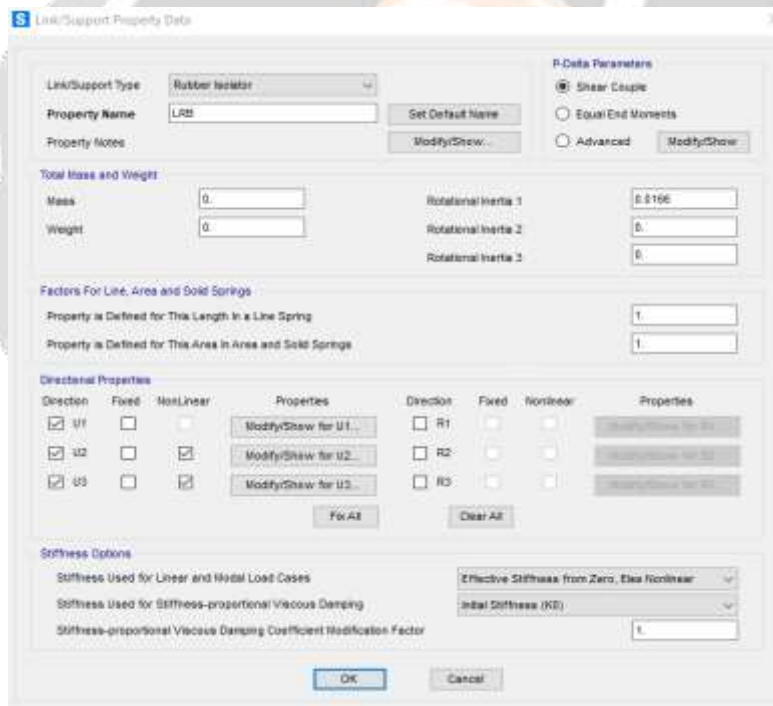 S Link/Support Property Data
P-Delta Parameters
Link/Support Type Rubber Isolator Shear Couple
Property Name LRB Set Default Name Equal End Moments
Property Notes Modify/Show... Advanced Modify/Show
Total Mass and Weight
Mass 0. Rotational Inertia 1 0.0166
Weight 0. Rotational Inertia 2 0.
Rotational Inertia 3 0.
Factors For Line, Area and Solid Springs
Property is Defined for This Length In a Line Spring 1.
Property is Defined for This Area In Area and Solid Springs 1.
Directional Properties
Direction Fixed NonLinear Properties Direction Fixed Nonlinear Properties
U1 Modify/Show for U1... R1
U2 Modify/Show for U2... R2
U3 Modify/Show for U3... R3
Fix All Clear All
Stiffness Options
Stiffness Used for Linear and Modal Load Cases Effective Stiffness from Zero, Else Nonlinear
Stiffness Used for Stiffness-proportional Viscous Damping Initial Stiffness (K0)
Stiffness-proportional Viscous Damping Coefficient Modification Factor 1.
OK Cancel